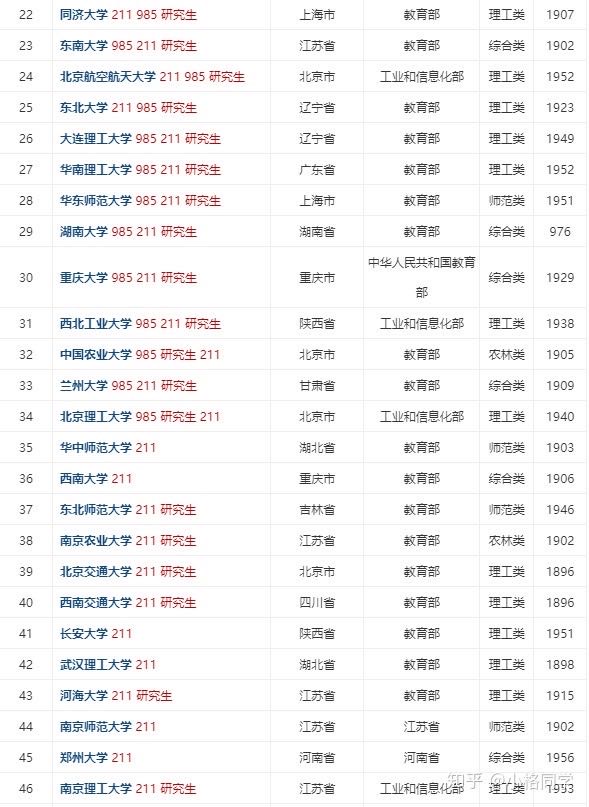 22 同济大学 211 985 研究生 上海市 教育部 理工类 1907
23 东南大学 985 211 研究生 江苏省 教育部 综合类 1902
24 北京航空航天大学 211 985 研究生 北京市 工业和信息化部 理工类 1952
25 东北大学 211 985 研究生 辽宁省 教育部 理工类 1923
26 大连理工大学 985 211 研究生 辽宁省 教育部 理工类 1949
27 华南理工大学 985 211 研究生 广东省 教育部 理工类 1952
28 华东师范大学 985 211 研究生 上海市 教育部 师范类 1951
29 湖南大学 985 211 研究生 湖南省 教育部 综合类 976
30 重庆大学 985 211 研究生 重庆市 中华人民共和国教育
部 综合类 1929
31 西北工业大学 985 211 研究生 陕西省 工业和信息化部 理工类 1938
32 中国农业大学 985 研究生 211 北京市 教育部 农林类 1905
33 兰州大学 985 211 研究生 甘肃省 教育部 综合类 1909
34 北京理工大学 985 研究生 211 北京市 工业和信息化部 理工类 1940
35 华中师范大学 211 湖北省 教育部 师范类 1903
36 西南大学 211 重庆市 教育部 综合类 1906
37 东北师范大学 211 研究生 吉林省 教育部 师范类 1946
38 南京农业大学 211 研究生 江苏省 教育部 农林类 1902
39 北京交通大学 211 研究生 北京市 教育部 理工类 1896
40 西南交通大学 211 研究生 四川省 教育部 理工类 1896
41 长安大学 211 陕西省 教育部 理工类 1951
42 武汉理工大学 211 湖北省 教育部 理工类 1898
43 河海大学 211 研究生 江苏省 教育部 理工类 1915
44 南京师范大学 211 江苏省 江苏省 师范类 1902
45 郑州大学 211 河南省 河南省 综合类 1956
46 南京理工大学 211 研究生 江苏省 工业和信息化部 理工类 1953
知乎 @小格同学